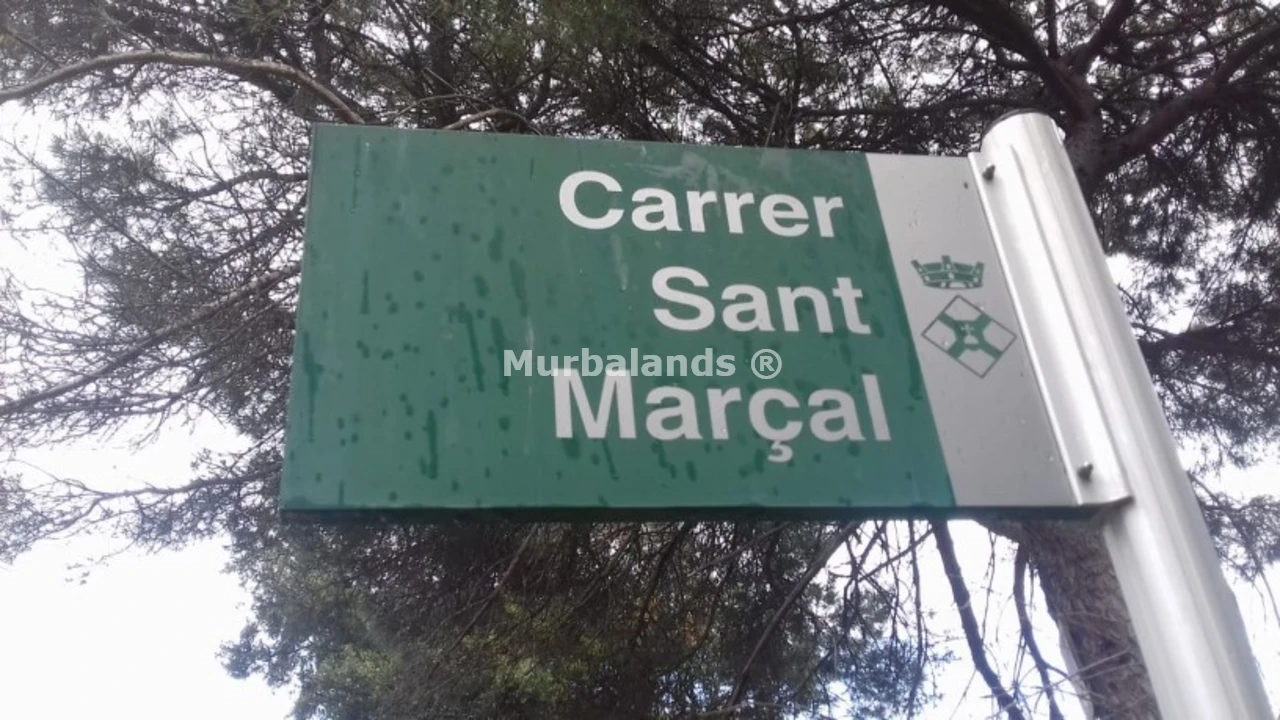 Carrer
Sant
Murbalands ®
Marçal